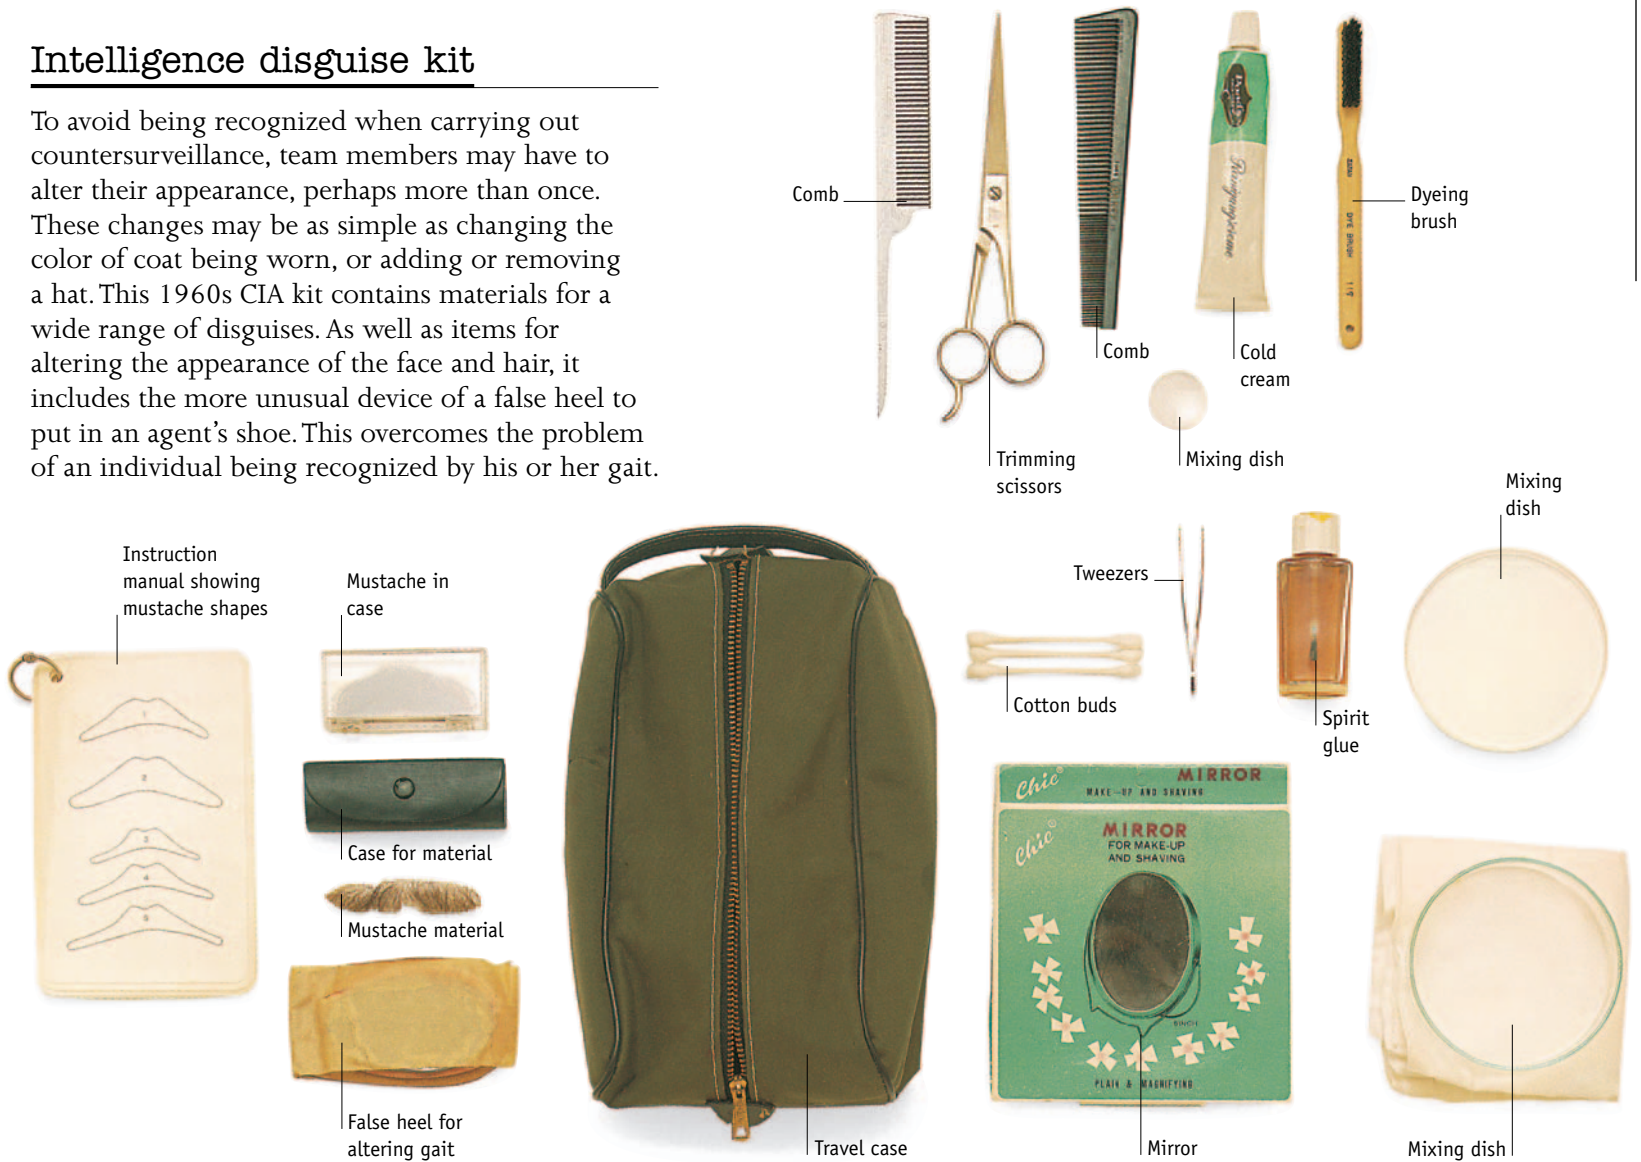 Intelligence disguise kit
To avoid being recognized when carrying out
countersurveillance, team members may have to
alter their appearance, perhaps more than once.
These changes may be as simple as changing the
color of coat being worn, or adding or removing
a hat. This 1960s CIA kit contains materials for a
wide range of disguises. As well as items for
altering the appearance of the face and hair, it
includes the more unusual device of a false heel to
put in an agent's shoe. This overcomes the problem
of an individual being recognized by his or her gait.
Comb
Trimming
scissors
Comb
Cold
cream
Dyeing
brush
DYE BRUSH
Mixing dish
Mixing
dish
Instruction
manual showing
mustache shapes
1
2
3
4
5
Mustache in
case
Case for material
Mustache material
False heel for
altering gait
Travel case
Tweezers
Cotton buds
Spirit
glue
Chic
MIRROR
MAKE-UP AND SHAVING
Chic
MIRROR
FOR MAKE-UP
AND SHAVING
PLAIN & MAGNIFYING
Mirror
Mixing dish